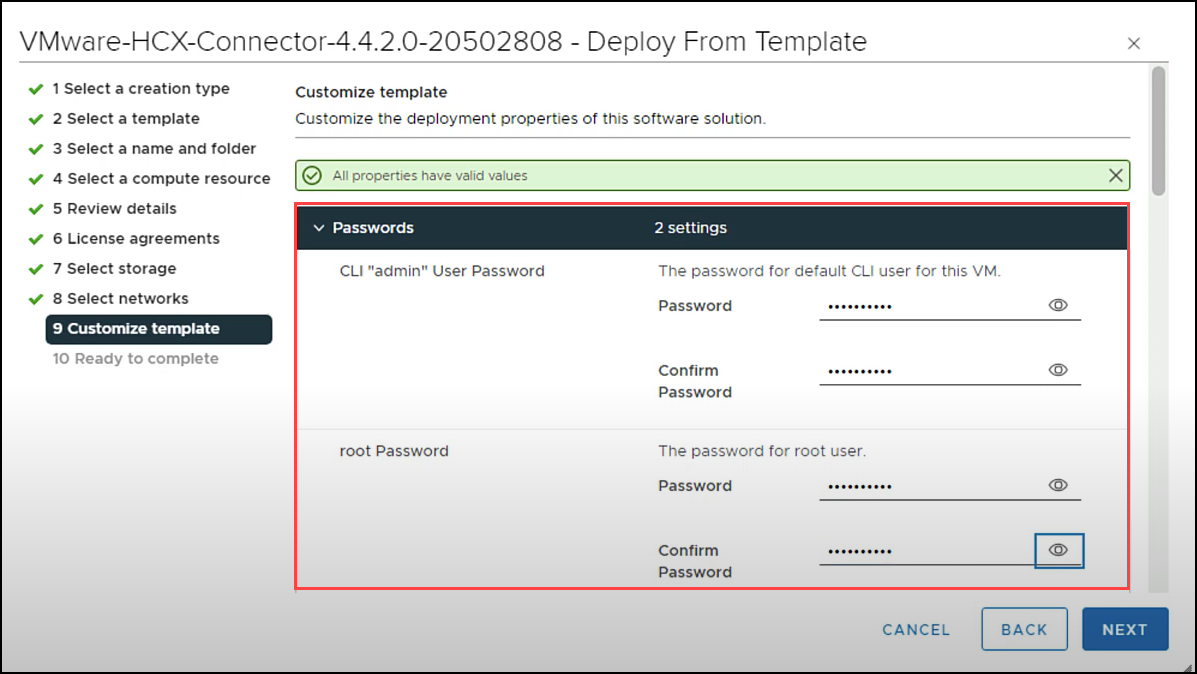 VMware-HCX-Connector-4.4.2.0-20502808 - Deploy From Template
1 Select a creation type
2 Select a template
3 Select a name and folder
4 Select a compute resource
5 Review details
6 License agreements
7 Select storage
8 Select networks
9 Customize template
10 Ready to complete
Customize template
Customize the deployment properties of this software solution.
All properties have valid values
Passwords 2 settings
CLI "admin" User Password The password for default CLI user for this VM.
Password ••••••••••
Confirm ••••••••••
Password
root Password The password for root user.
Password ••••••••••
Confirm ••••••••••
Password
CANCEL BACK NEXT